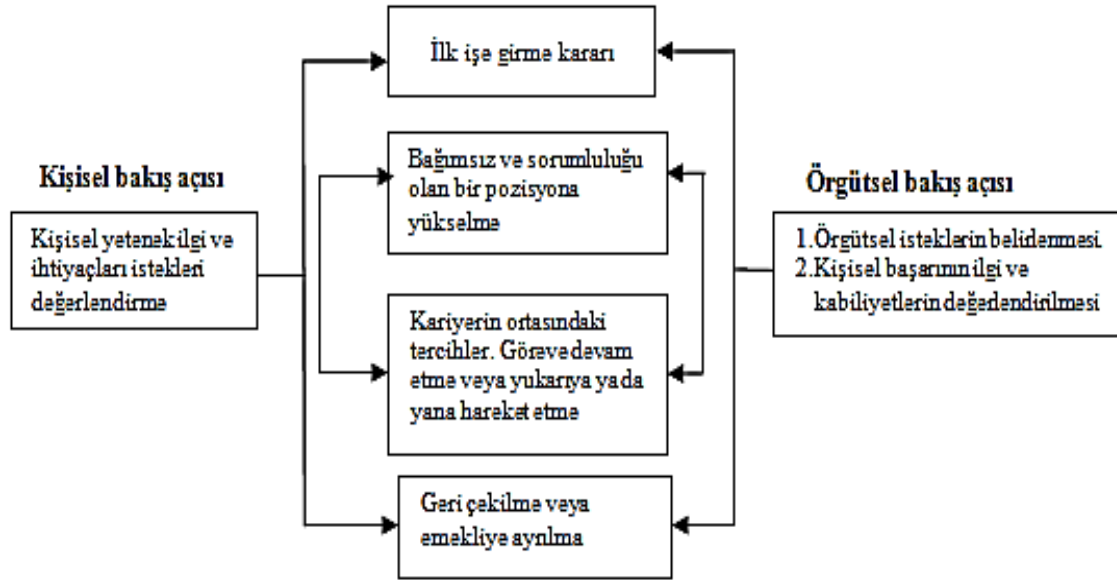 İlk işe girme kararı
Kişisel bakış açısı
Kişisel yetenek ilgi ve
ihtiyaçları istekleri
değerlendirme
Bağımsız ve sorumluluğu
olan bir pozisyona
yükselme
Kariyerin ortasındaki
tercihler. Göreve devam
etme veya yukarıya ya da
yana hareket etme
Geri çekilme veya
emekliye ayrılma
Örgütsel bakış açısı
1.Örgütsel isteklerin belidenmesi
2.Kişisel başarının ilgi ve
kabiliyetlerin değerlendirilmesi